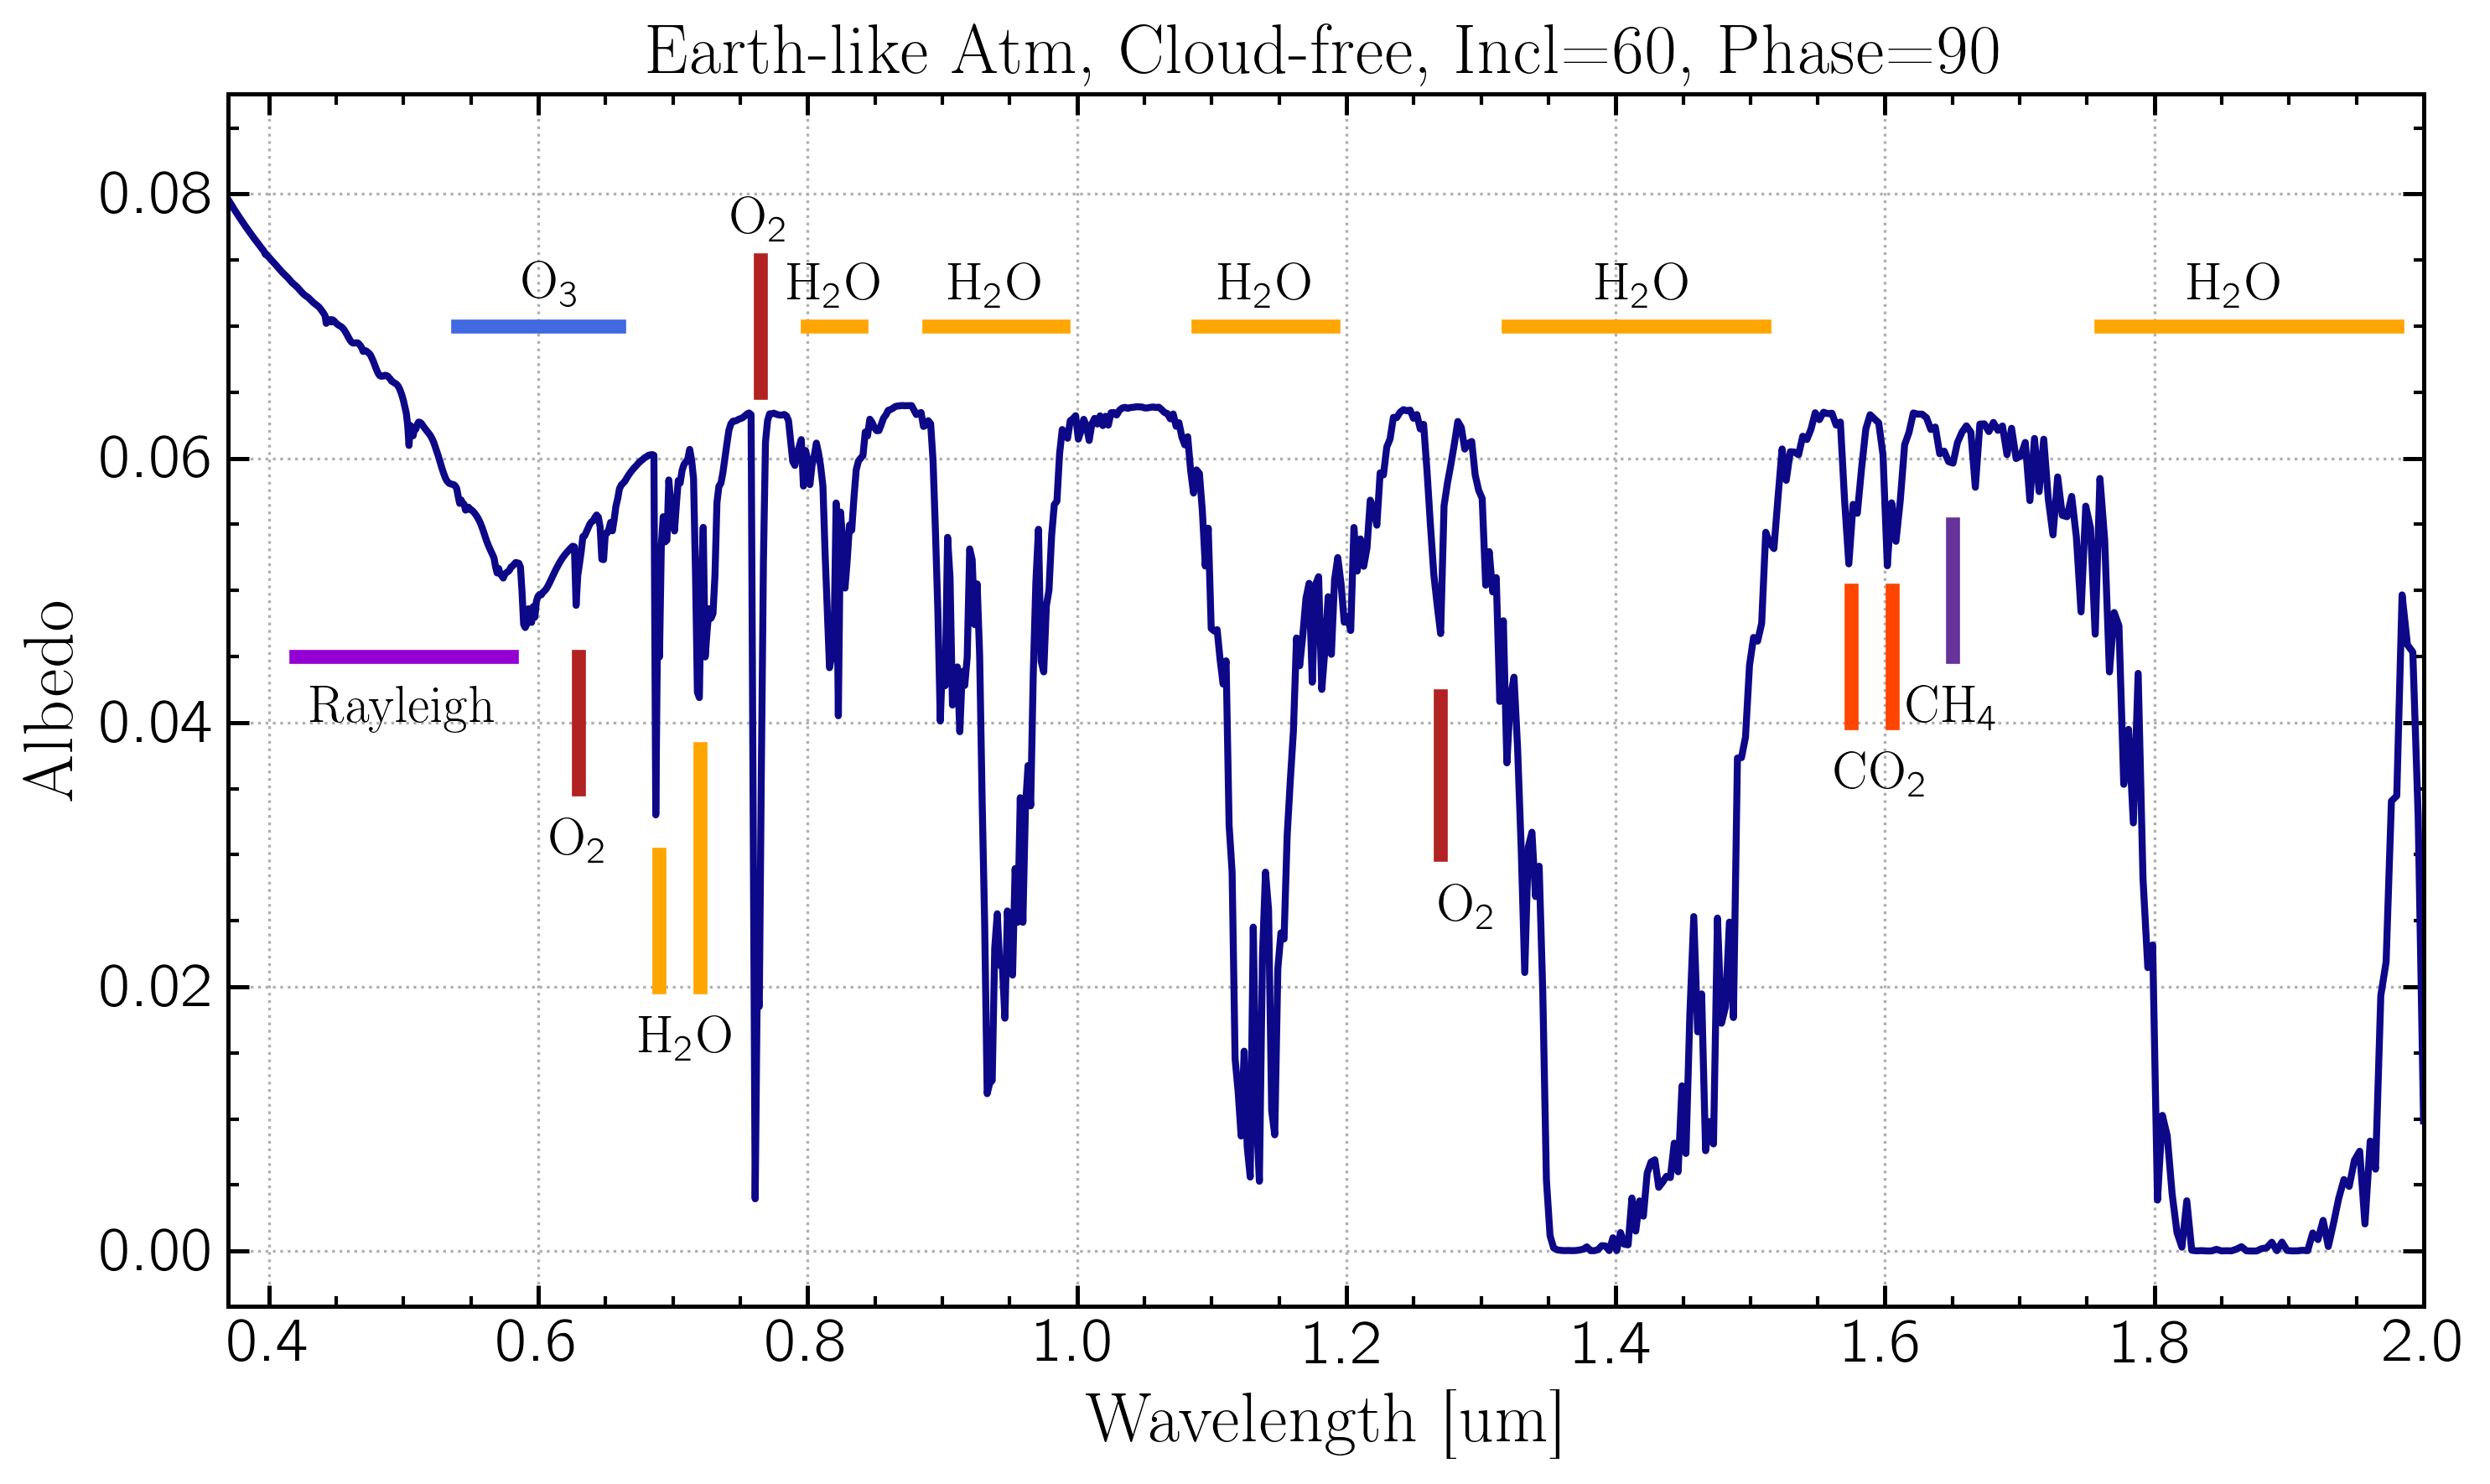 Earth-like Atm, Cloud-free, Incl=60, Phase=90
Albedo
0.08
0.06
0.04
0.02
0.00
O₂
O₃
H₂O
H₂O
H₂O
H₂O
H₂O
Rayleigh
O₂
H₂O
O₂
CH₄
CO₂
0.4
0.6
0.8
1.0
1.2
1.4
1.6
1.8
2.0
Wavelength [um]